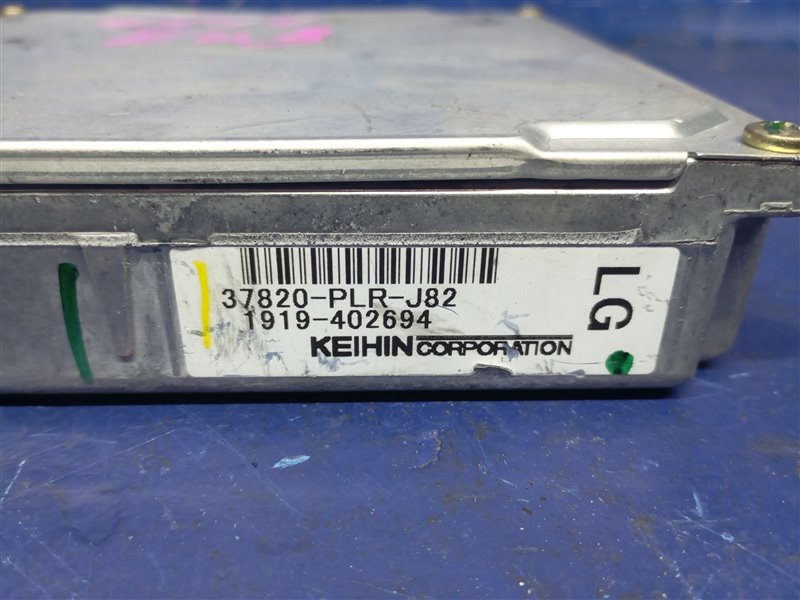 37820-PLR-J82
1919-402694
KEIHIN CORPORATION
LG